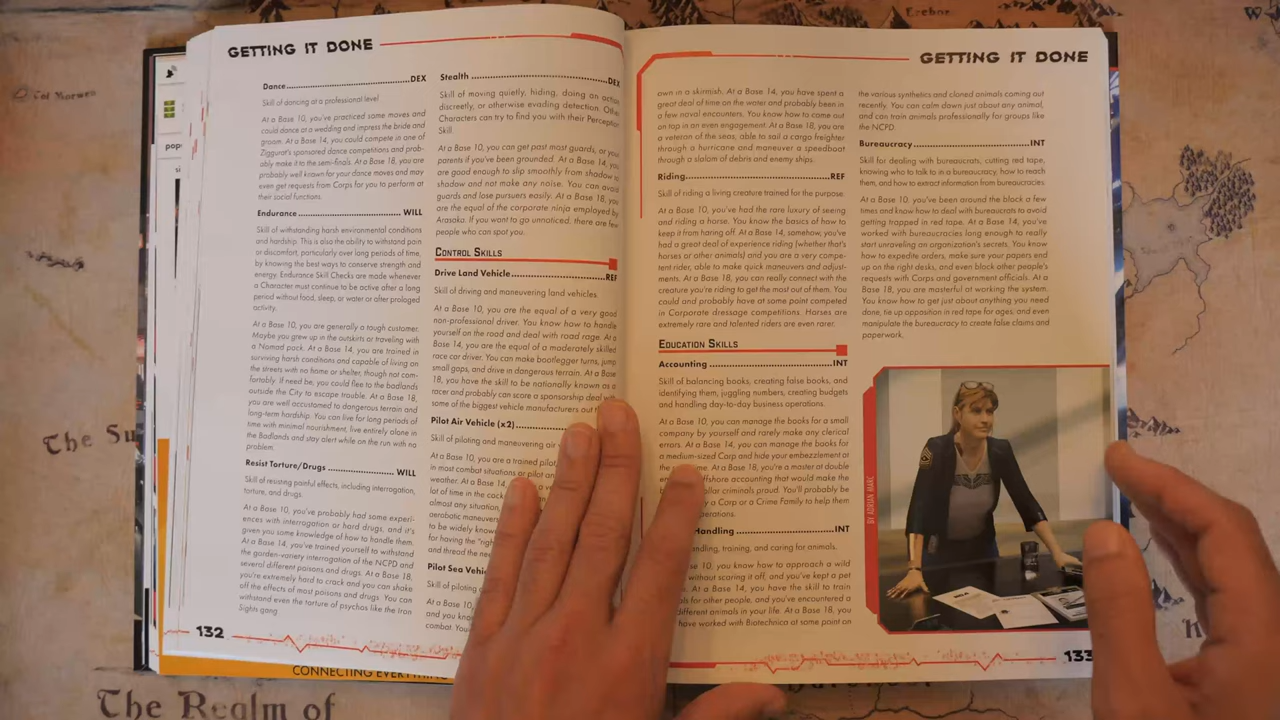 GETTING IT DONE
Dance DEX
Skill of dancing at a professional level
At a Base 10, you've practiced some moves and
could dance at a wedding and impress the bride and
groom. At a Base 14, you could compete in one of
Ziggurat's sponsored dance competitions and prob-
ably make it to the semi-finals. At a Base 18, you are
probably well known for your dance moves and may
even get requests from Corps for you to perform at
their social functions.
Endurance WILL
Skill of withstanding harsh environmental conditions
and hardship. This is also the ability to withstand pain
or discomfort, particularly over long periods of time,
by knowing the best ways to conserve strength and
energy. Endurance Skill Checks are made whenever
a Character must continue to be active after a long
period without food, sleep, or water or after prolonged
activity.
At a Base 10, you are generally a tough customer.
Maybe you grew up in the outskirts or traveling with
a Nomad pack. At a Base 14, you are trained in
surviving harsh conditions and capable of living on
the streets with no home or shelter, though not com-
fortably. If need be, you could flee to the badlands
outside the City to escape trouble. At a Base 18,
you are well accustomed to dangerous terrain and
long-term hardship. You can live for long periods of
time with minimal nourishment, live entirely alone in
the Badlands and stay alert while on the run with no
problem.
Resist Torture/Drugs WILL
Skill of resisting painful effects, including interrogation,
torture, and drugs.
At a Base 10, you've probably had some experi-
ences with interrogation or hard drugs, and it's
given you some knowledge of how to handle them.
At a Base 14, you've trained yourself to withstand
the garden-variety interrogation of the NCPD and
several different poisons and drugs. At a Base 18,
you're extremely hard to crack and you can shake
off the effects of most poisons and drugs. You can
withstand even the torture of psychos like the Iron
Sights gang
132
Stealth DEX
Skill of moving quietly, hiding, doing an action
discreetly, or otherwise evading detection. Other
Characters can try to find you with their Perception
Skill.
At a Base 10, you can get past most guards, or your
parents if you've been grounded. At a Base 14, you
are good enough to slip smoothly from shadow to
shadow and not make any noise. You can avoid
guards and lose pursuers easily. At a Base 18, you
are the equal of the corporate ninja employed by
Arasaka. If you want to go unnoticed, there are few
people who can spot you.
CONTROL SKILLS
Drive Land Vehicle REF
Skill of driving and maneuvering land vehicles.
At a Base 10, you are the equal of a very good
non-professional driver. You know how to handle
yourself on the road and deal with road rage. At a
Base 14, you are the equal of a moderately skilled
race car driver. You can make bootlegger turns, jump
small gaps, and drive in dangerous terrain. At a Base
18, you have the skill to be nationally known as a
racer and probably can score a sponsorship deal with
some of the biggest vehicle manufacturers out
Pilot Air Vehicle (x2)
Skill of piloting and maneuvering air
At a Base 10, you are a trained pilot,
in most combat situations or pilot an
weather. At a Base 14,
lot of time in the
almost any situation,
aerobatic maneuvers
to be widely know
for having the
and thread the
Pilot Sea
Skill of piloting
At a Base 10,
and you know
combat.
CONNECTING EVERYTHING
GETTING IT DONE
own in a skirmish. At a Base 14, you have spent a
great deal of time on the water and probably been in
a few naval encounters. You know how to come out
on top in an even engagement. At a Base 18, you are
a veteran of the seas, able to sail a cargo freighter
through a hurricane and maneuver a speedboat
through a slalom of debris and enemy ships.
Riding REF
Skill of riding a living creature trained for the purpose.
At a Base 10, you've had the rare luxury of seeing
and riding a horse. You know the basics of how to
keep it from haring off. At a Base 14, somehow, you've
had a great deal of experience riding (whether that's
horses or other animals) and you are a very compe-
tent rider, able to make quick maneuvers and adjust-
ments. At a Base 18, you can really connect with the
creature you're riding to get the most out of them. You
could and probably have at some point competed
in Corporate dressage competitions. Horses are
extremely rare and talented riders are even rarer.
EDUCATION SKILLS
Accounting INT
Skill of balancing books, creating false books, and
identifying them, juggling numbers, creating budgets
and handling day-to-day business operations.
At a Base 10, you can manage the books for a small
company by yourself and rarely make any clerical
errors. At a Base 14, you can manage the books for
a medium-sized Corp and hide your embezzlement at
the At a Base 18, you're a master at double
offshore accounting that would make the
criminals proud. You'll probably be
by a Corp or a Crime Family to help them
Handling INT
handling, training, and caring for animals.
10, you know how to approach a wild
without scaring it off, and you've kept a pet
At a Base 14, you have the skill to train
for other people, and you've encountered a
different animals in your life. At a Base 18, you
have worked with Biotechnica at some point on
the various synthetics and cloned animals coming out
recently. You can calm down just about any animal,
and can train animals professionally for groups like
the NCPD.
Bureaucracy INT
Skill for dealing with bureaucrats, cutting red tape,
knowing who to talk to in a bureaucracy, how to reach
them, and how to extract information from bureaucracies.
At a Base 10, you've been around the block a few
times and know how to deal with bureaucrats to avoid
getting trapped in red tape. At a Base 14, you've
worked with bureaucrats long enough to really
start unraveling an organization's secrets. You know
how to expedite orders, make sure your papers end
up on the right desks, and even block other people's
requests with Corps and government officials. At a
Base 18, you are masterful at working the system.
You know how to get just about anything you need
done, tie up opposition in red tape for ages, and even
manipulate the bureaucracy to create false claims and
paperwork.
BY ADRIAN MARC
133
The Realm of